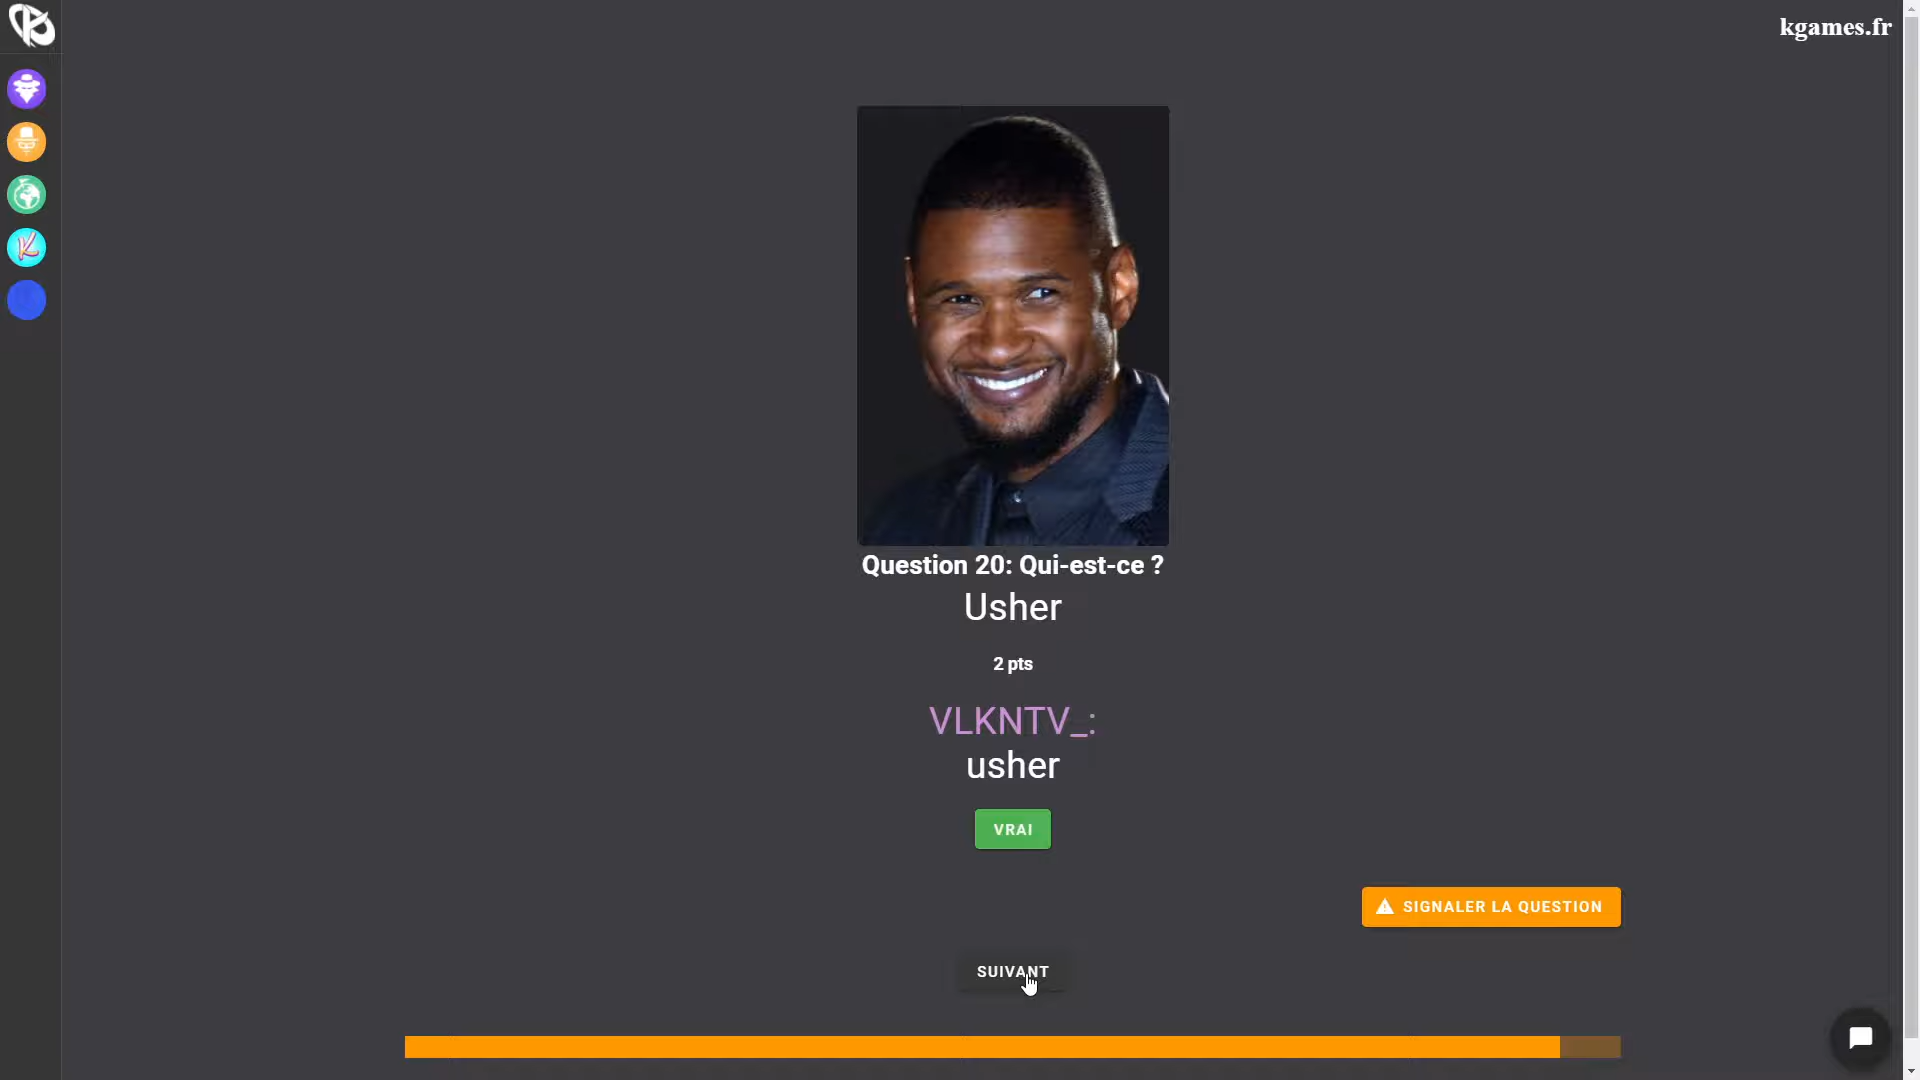 kgames.fr
Question 20: Qui-est-ce ?
Usher
2 pts
VLKNTV_:
usher
VRAI
SIGNALER LA QUESTION
SUIVANT